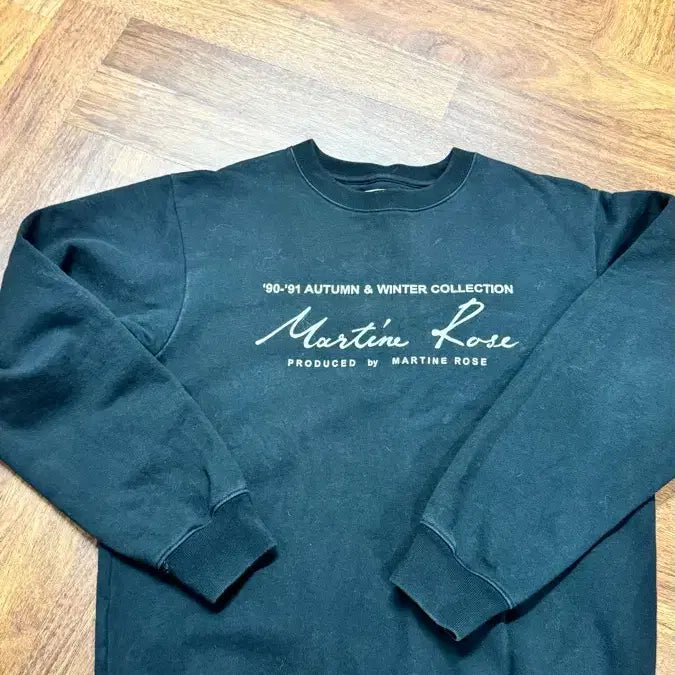 '90-'91 AUTUMN & WINTER COLLECTION
Martine Rose
PRODUCED by MARTINE ROSE